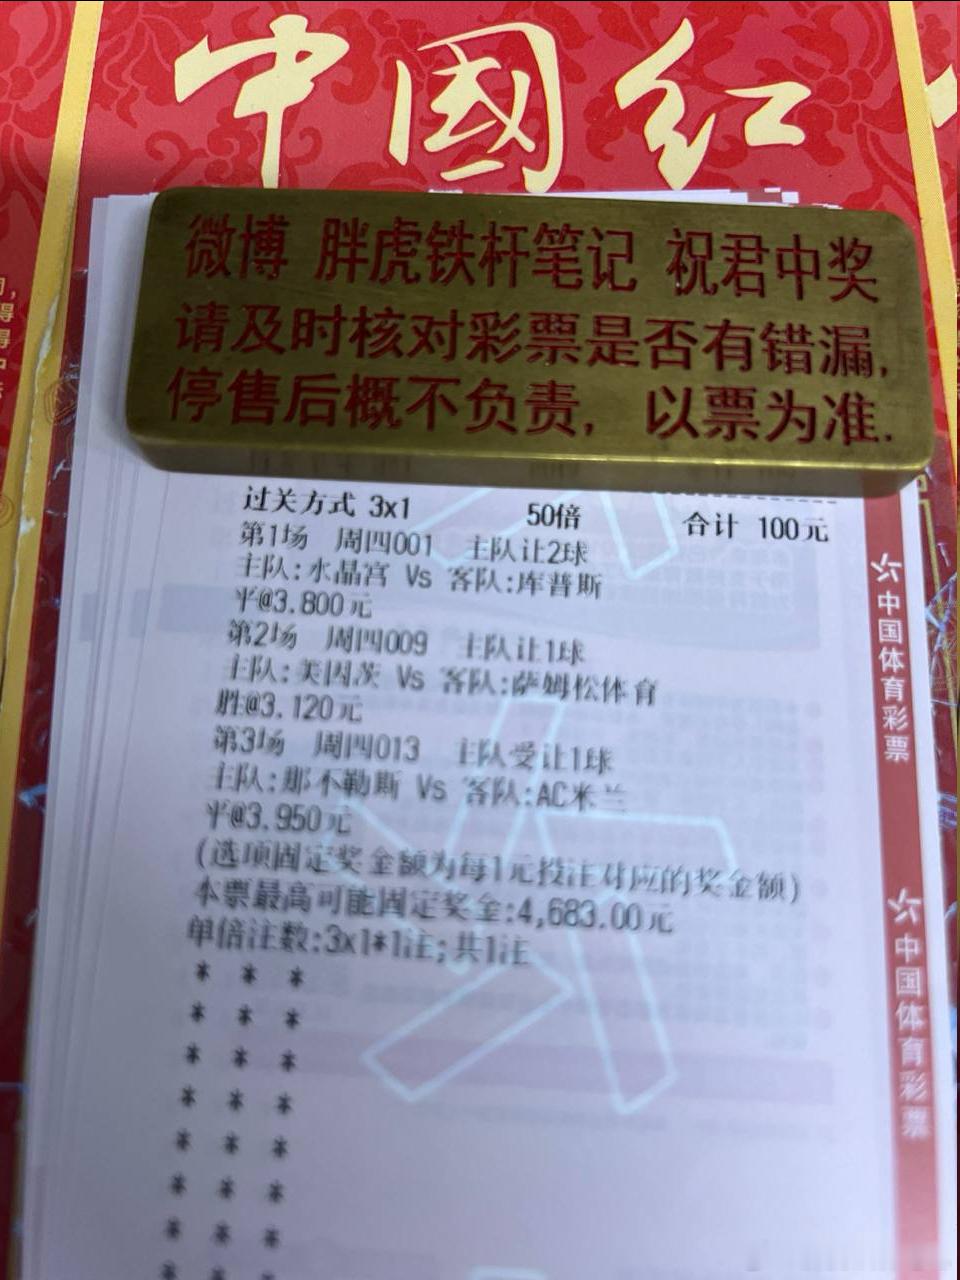 中国红
微博 胖虎铁杆笔记 祝君中奖
请及时核对彩票是否有错漏,
停售后概不负责, 以票为准.
过关方式 3x1 50倍 合计 100元
第1场 周四001 主队让2球
主队:水晶宫 Vs 客队:库普斯
平@3.800元
第2场 周四009 主队让1球
主队:美因茨 Vs 客队:萨姆松体育
胜@3.120元
第3场 周四013 主队受让1球
主队:那不勒斯 Vs 客队:AC米兰
平@3.950元
(选项固定奖金额为每1元投注对应的奖金额)
本票最高可能固定奖金:4,683.00元
单倍注数:3x1*1注;共1注
* * *
* * *
* * *
* * *
* * *
* * *
* * *
* * *
中国体育彩票
中国体育彩票